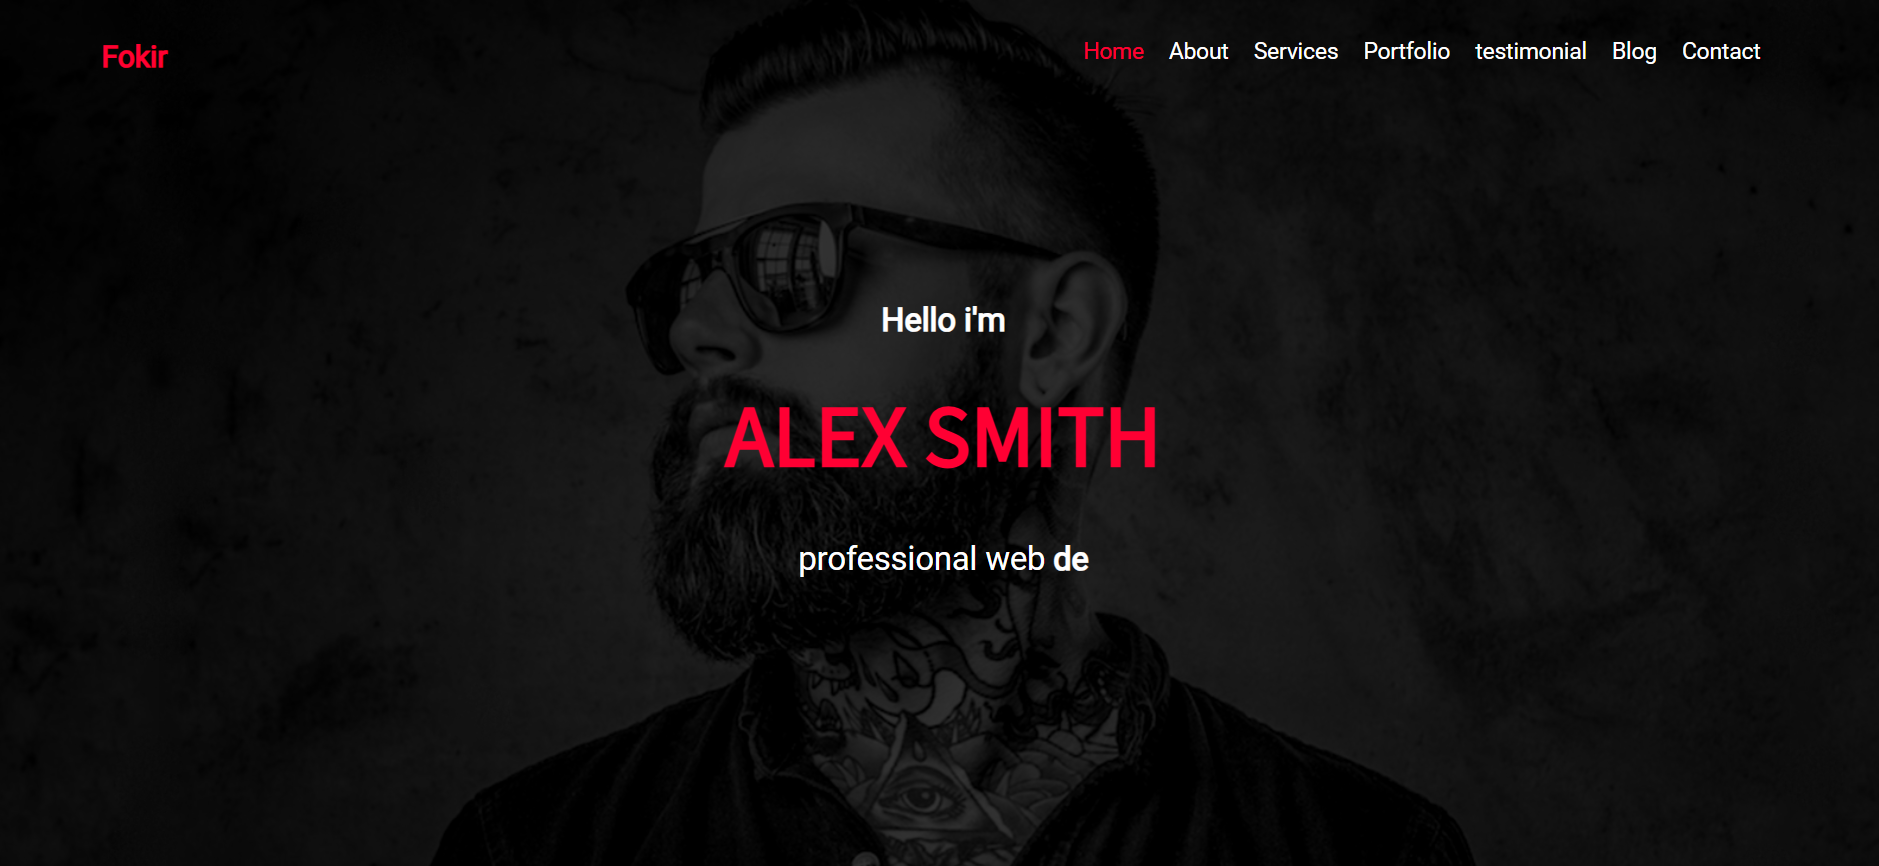 Fokir
Home About Services Portfolio testimonial Blog Contact
Hello i'm
ALEX SMITH
professional web de